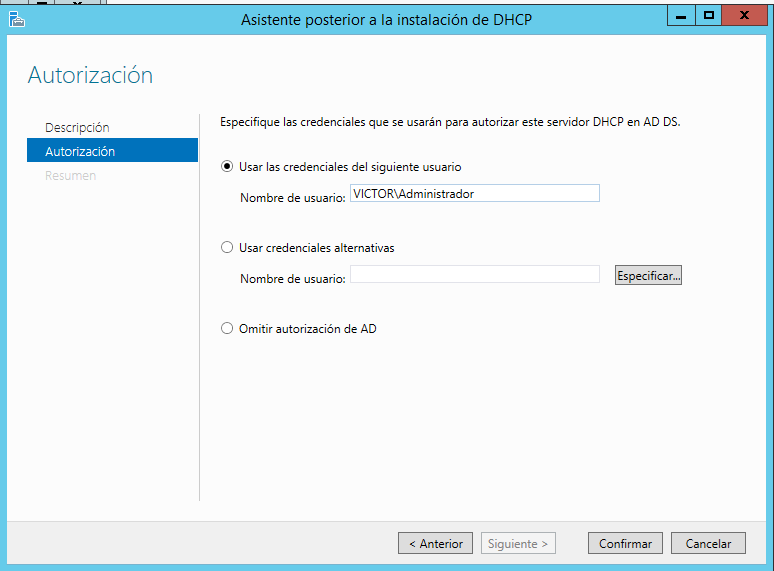 Asistente posterior a la instalación de DHCP
Autorización
Descripción
Autorización
Resumen
Especifique las credenciales que se usarán para autorizar este servidor DHCP en AD DS.
Usar las credenciales del siguiente usuario
Nombre de usuario: VICTOR\Administrador
Usar credenciales alternativas
Nombre de usuario: Especificar...
Omitir autorización de AD
< Anterior Siguiente > Confirmar Cancelar